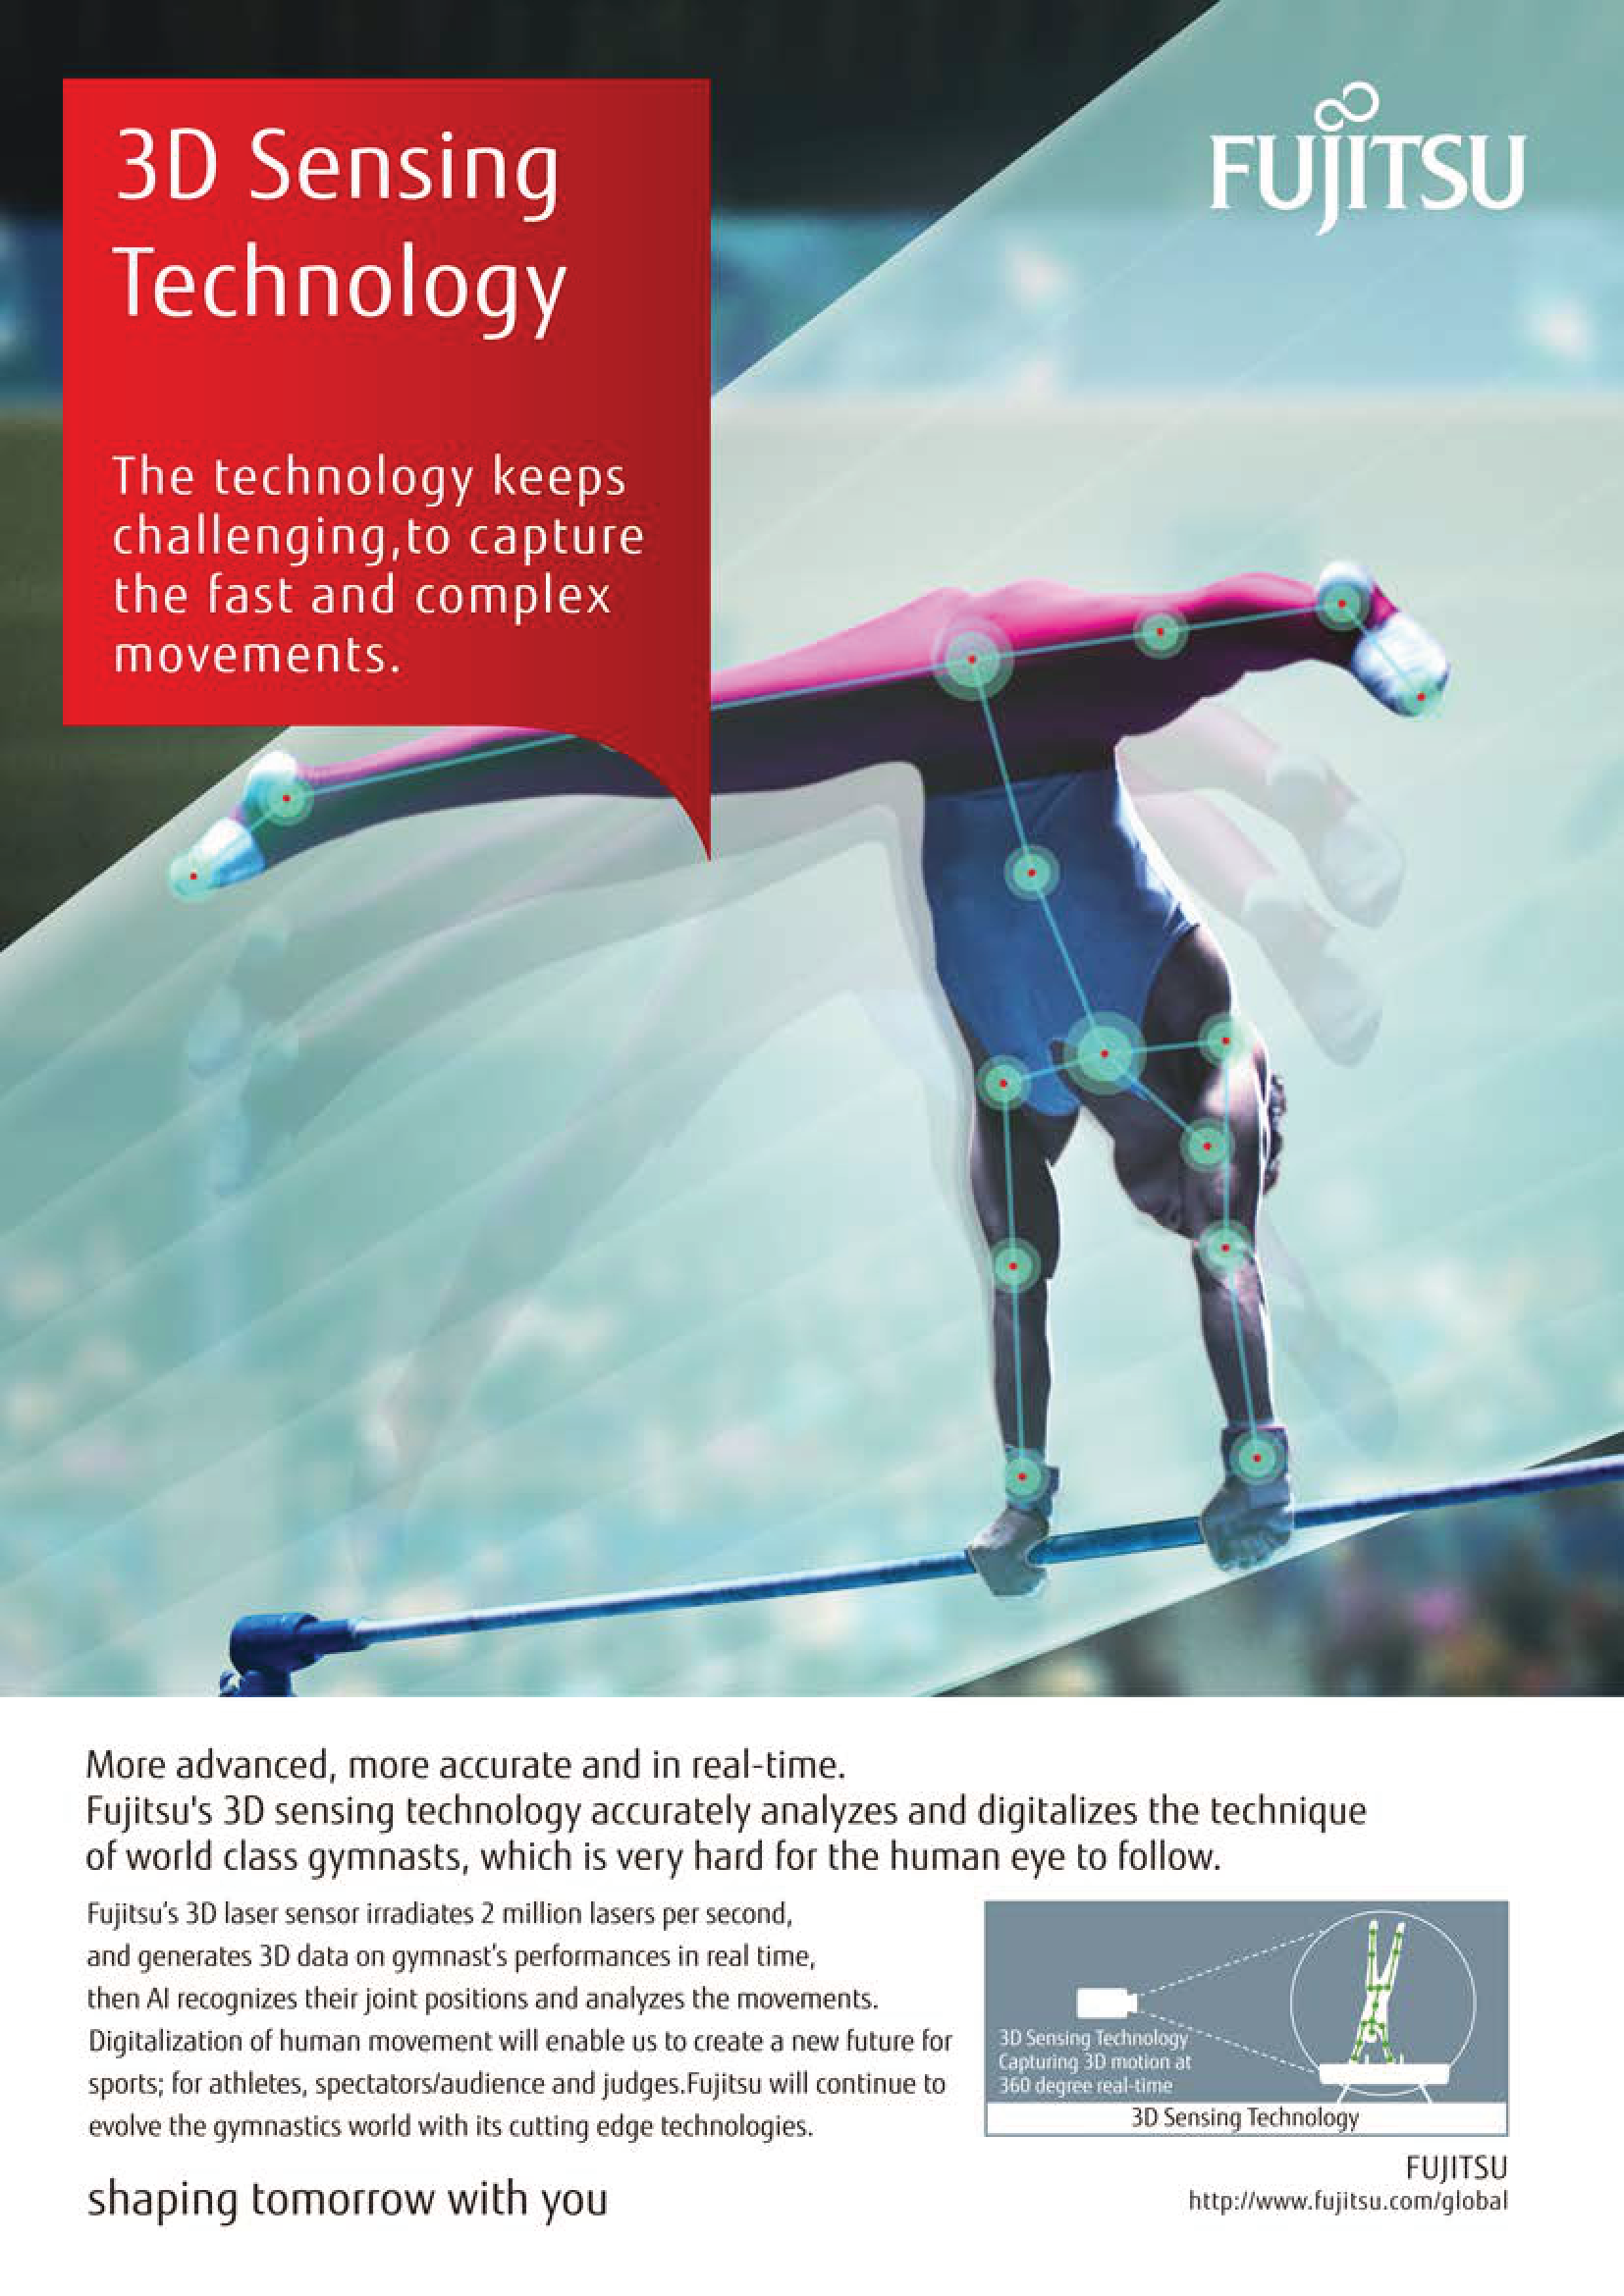 3D Sensing
Technology
The technology keeps
challenging,to capture
the fast and complex
movements.
FUJITSU
More advanced, more accurate and in real-time.
Fujitsu's 3D sensing technology accurately analyzes and digitalizes the technique
of world class gymnasts, which is very hard for the human eye to follow.
Fujitsu's 3D laser sensor irradiates 2 million lasers per second,
and generates 3D data on gymnast's performances in real time,
then AI recognizes their joint positions and analyzes the movements.
Digitalization of human movement will enable us to create a new future for
sports; for athletes, spectators/audience and judges.Fujitsu will continue to
evolve the gymnastics world with its cutting edge technologies.
3D Sensing Technology
Capturing 3D motion at
360 degree real-time
3D Sensing Technology
shaping tomorrow with you
FUJITSU
http://www.fujitsu.com/global